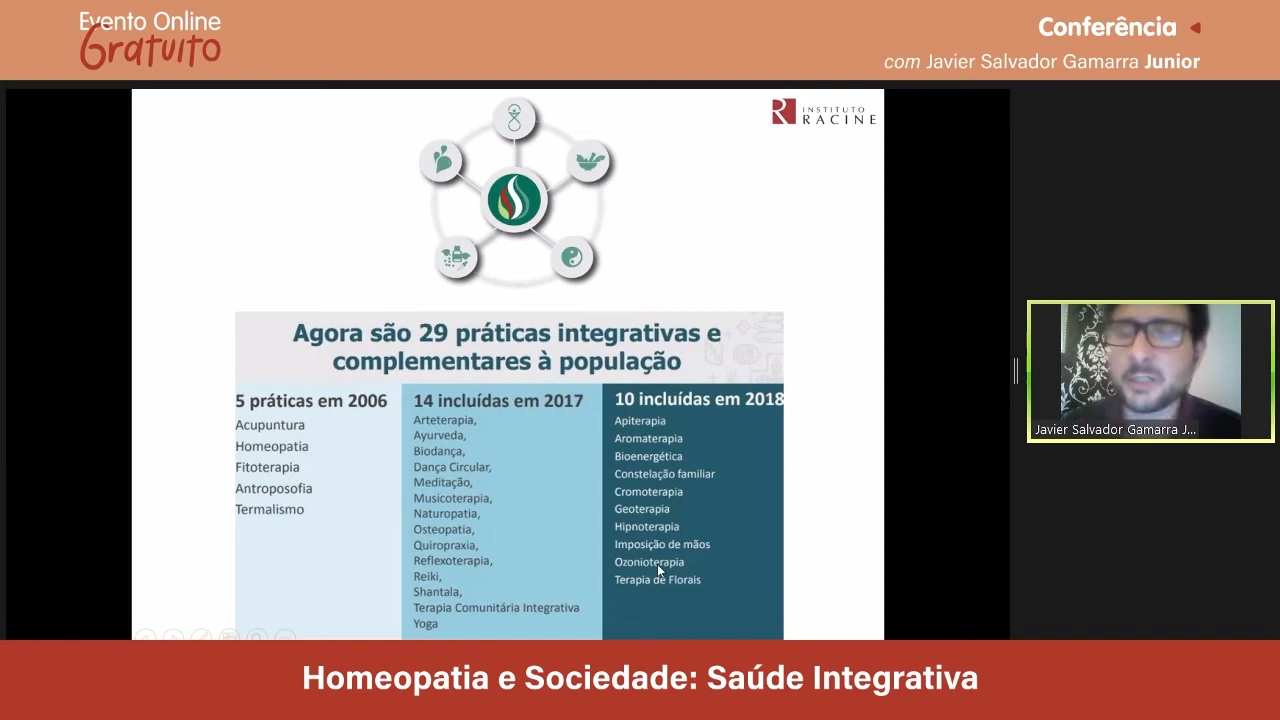 Evento Online
Gratuito
Conferência
com Javier Salvador Gamarra Junior
INSTITUTO
RACINE
Agora são 29 práticas integrativas e
complementares à população
5 práticas em 2006
Acupuntura
Homeopatia
Fitoterapia
Antroposofia
Termalismo
14 incluídas em 2017
Arteterapia,
Ayurveda,
Biodança,
Dança Circular,
Meditação,
Musicoterapia,
Naturopatia,
Osteopatia,
Quiropraxia,
Reflexoterapia,
Reiki,
Shantala,
Terapia Comunitária Integrativa
Yoga
10 incluídas em 2018
Apiterapia
Aromaterapia
Bioenergética
Constelação familiar
Cromoterapia
Geoterapia
Hipnoterapia
Imposição de mãos
Ozonioterapia
Terapia de Florais
Javier Salvador Gamarra J...
Homeopatia e Sociedade: Saúde Integrativa